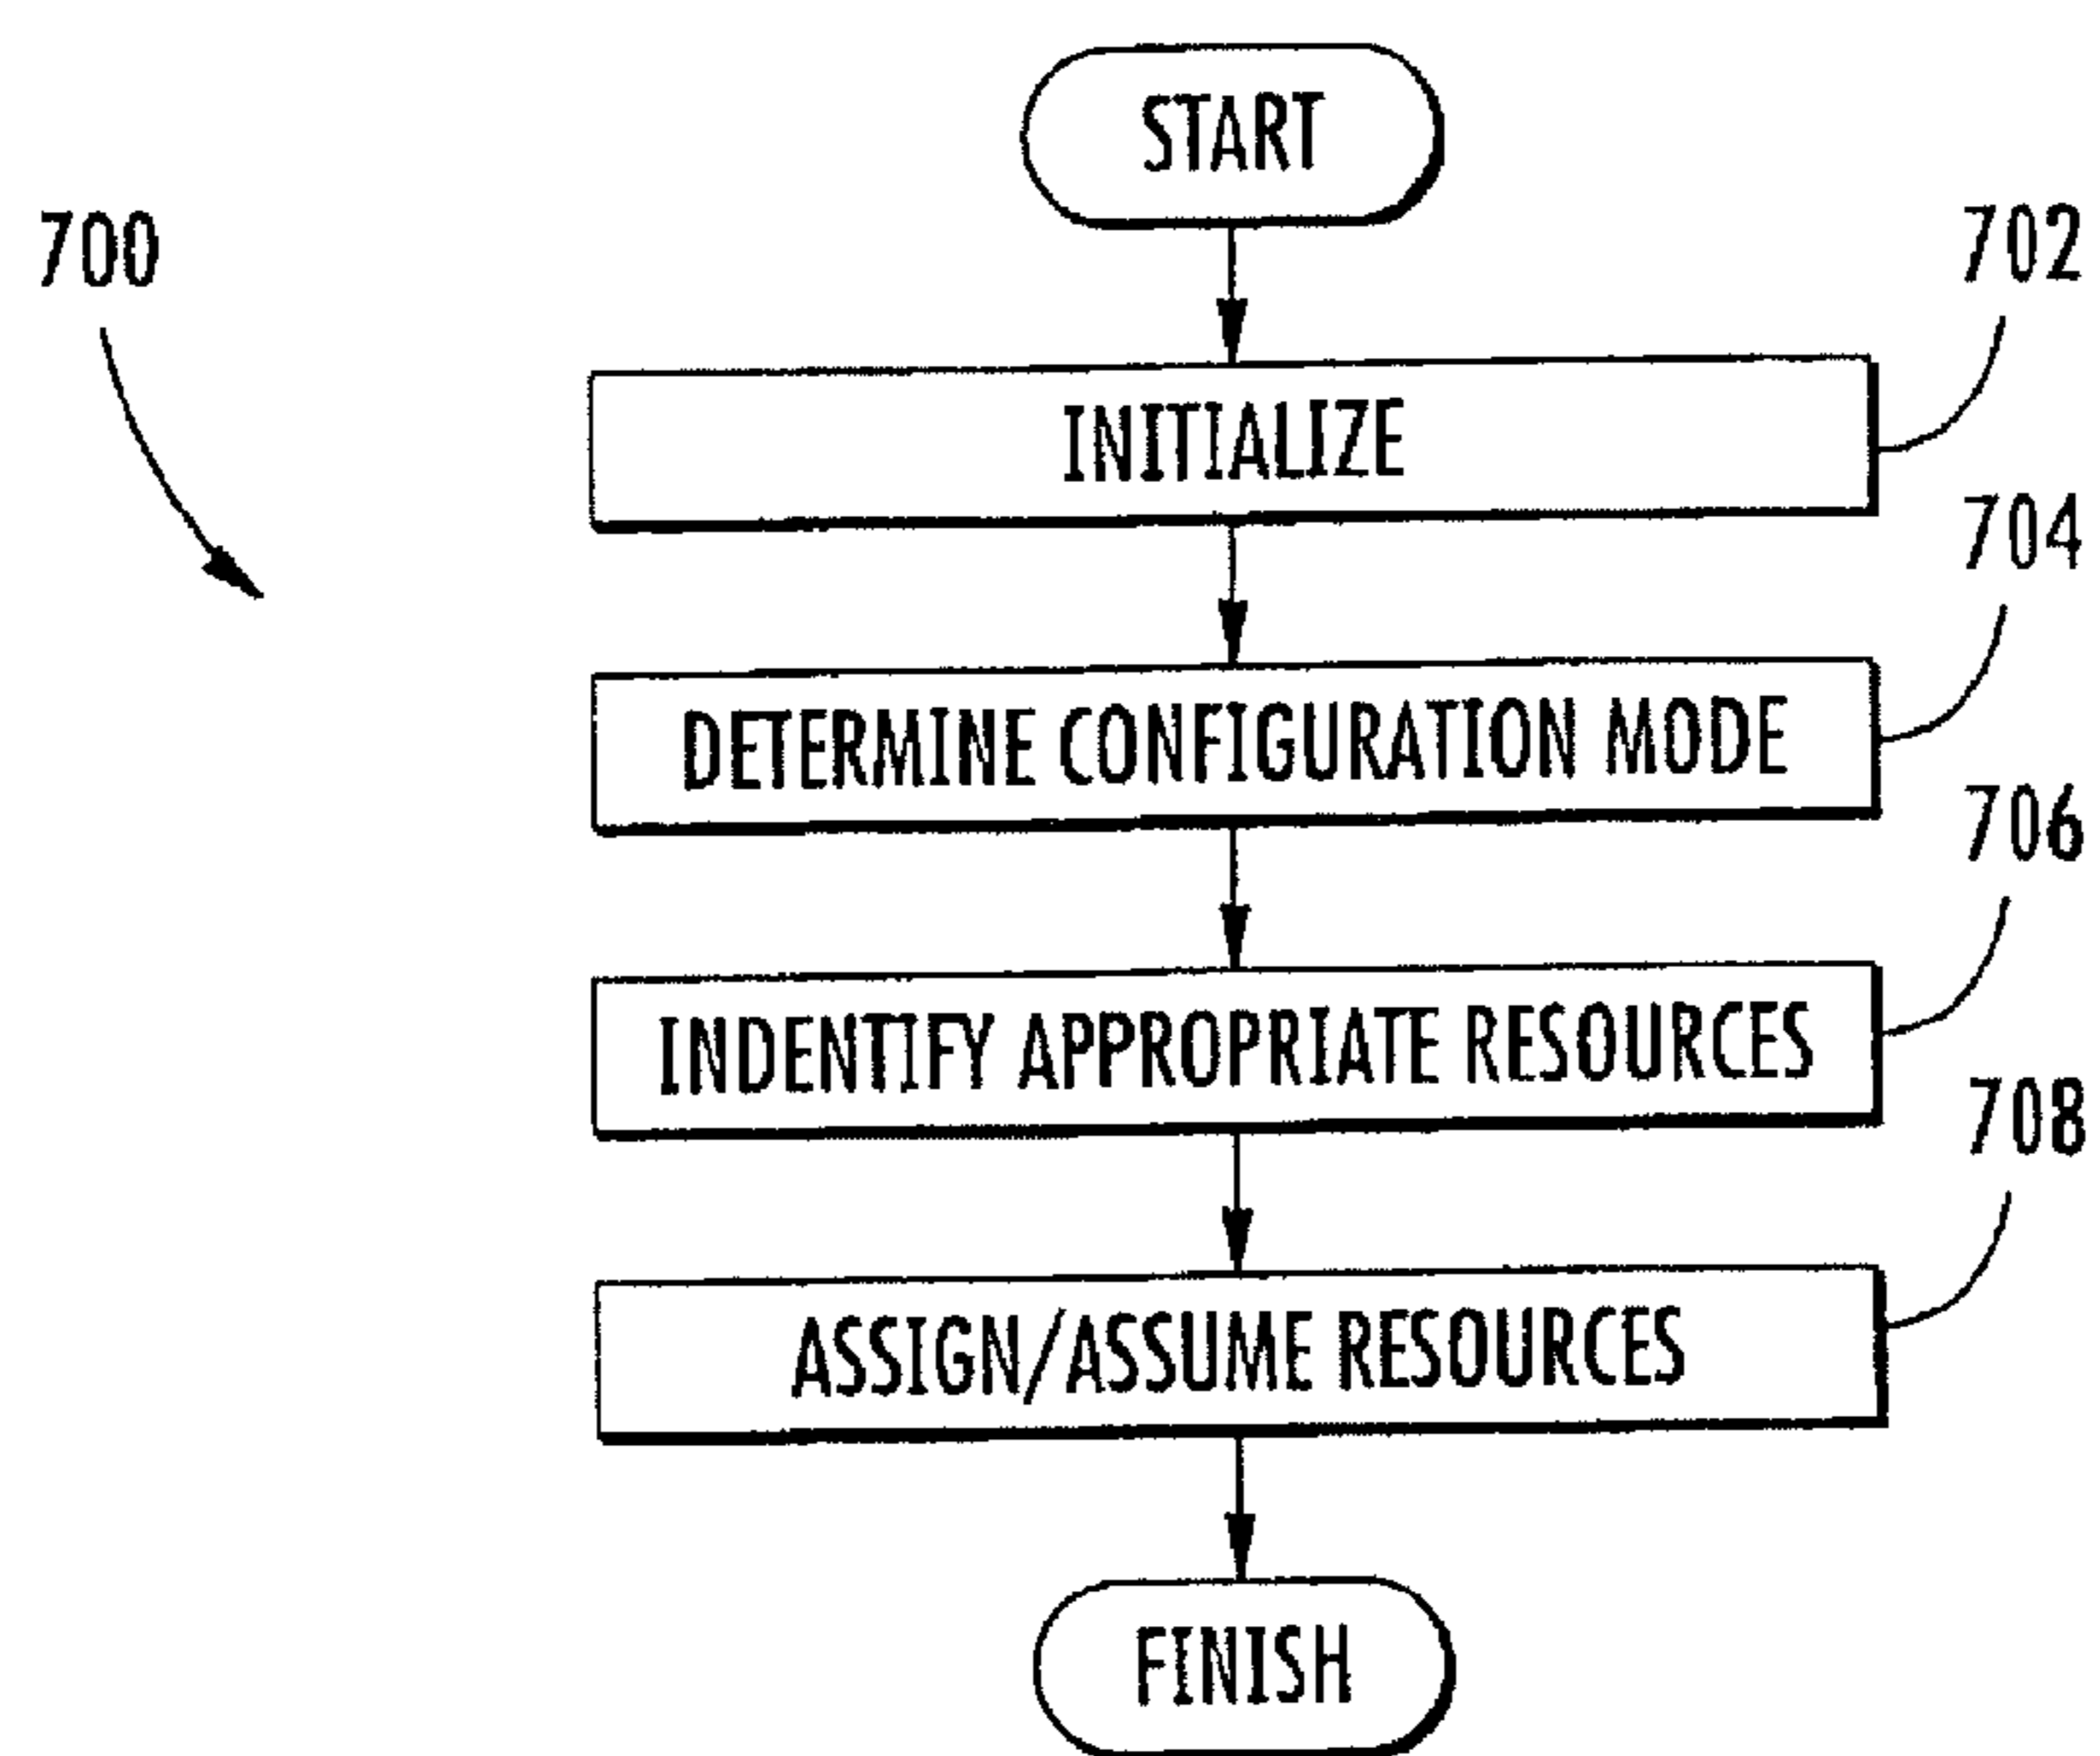 START
700
702
INITIALIZE
704
DETERMINE CONFIGURATION MODE
706
INDENTIFY APPROPRIATE RESOURCES
708
ASSIGN/ASSUME RESOURCES
FINISH